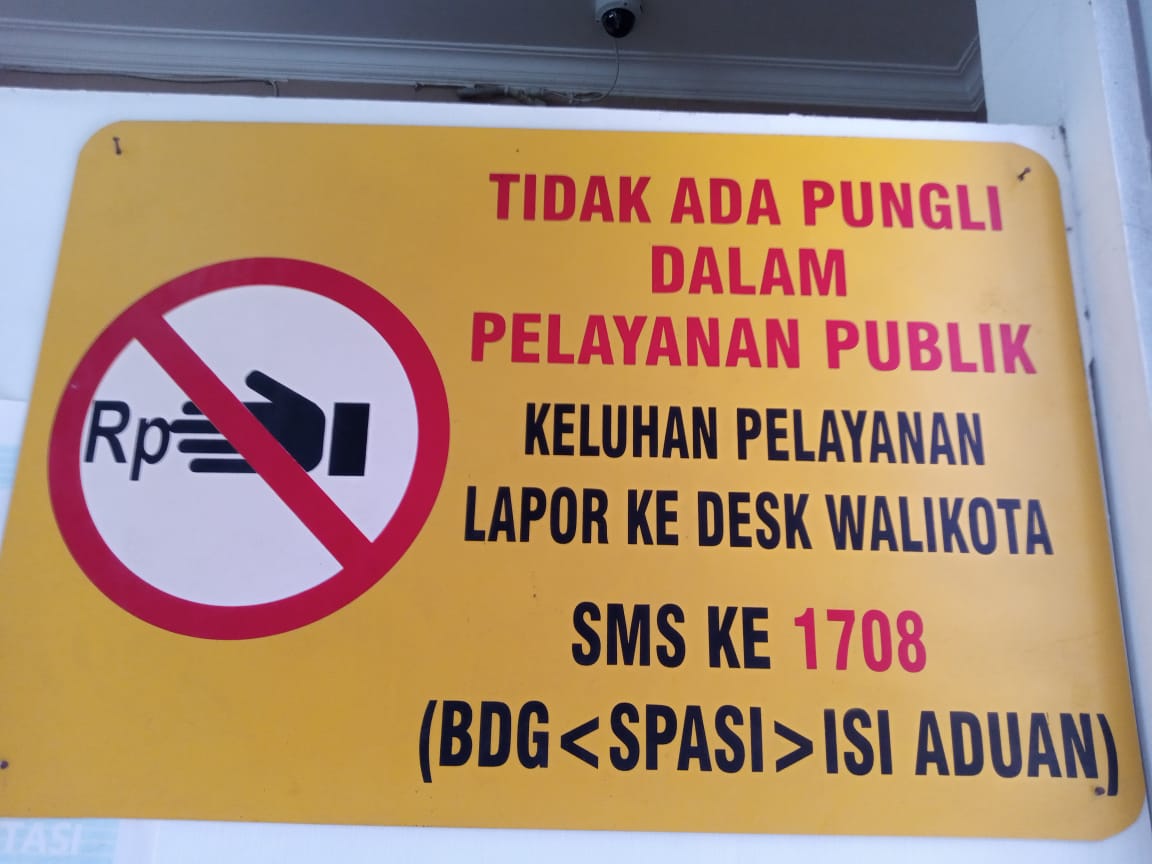 TIDAK ADA PUNGLI
DALAM
PELAYANAN PUBLIK
Rp
KELUHAN PELAYANAN
LAPOR KE DESK WALIKOTA
SMS KE 1708
(BDG<SPASI>ISI ADUAN)
TASI